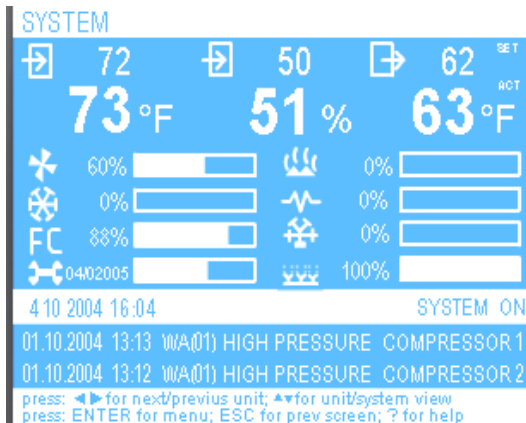 SYSTEM
72 50 62 SET
73 °F 51 % 63 °F ACT
60% 0%
0% 0%
FC 88% 0%
04/02005 100%
4 10 2004 16:04 SYSTEM ON
01.10.2004 13:13 WA(01) HIGH PRESSURE COMPRESSOR 1
01.10.2004 13:12 WA(01) HIGH PRESSURE COMPRESSOR 2
press: ◄►for next/previus unit; ▲▼for unit/system view
press: ENTER for menu; ESC for prev screen; ? for help